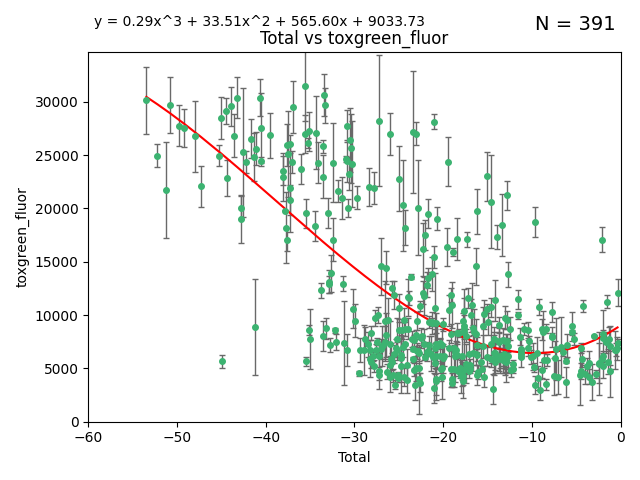 y = 0.29x^3 + 33.51x^2 + 565.60x + 9033.73
N = 391
Total vs toxgreen_fluor
30000
25000
20000
15000
10000
5000
0
toxgreen_fluor
−60
−50
−40
−30
−20
−10
0
Total